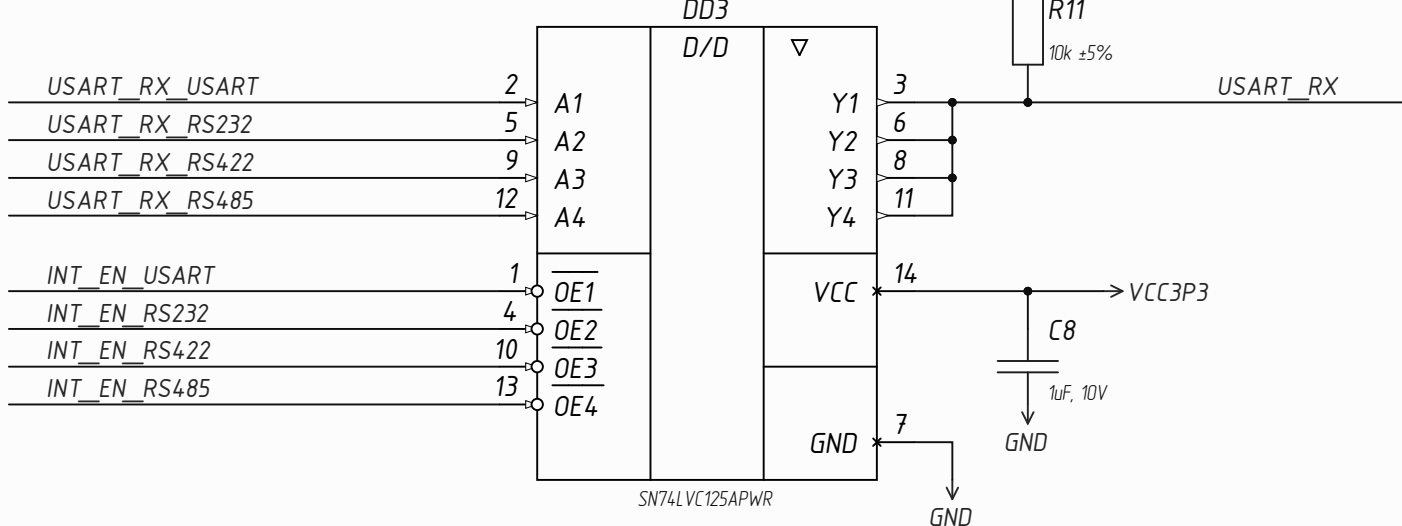 DD3
R11
D/D
10k ±5%
USART_RX_USART 2 A1 Y1 3 USART_RX
USART_RX_RS232 5 A2 Y2 6
USART_RX_RS422 9 A3 Y3 8
USART_RX_RS485 12 A4 Y4 11
INT_EN_USART 1 OE1 VCC 14 VCC3P3
INT_EN_RS232 4 OE2 C8
INT_EN_RS422 10 OE3
INT_EN_RS485 13 OE4 1uF, 10V
GND 7 GND
SN74LVC125APWR
GND